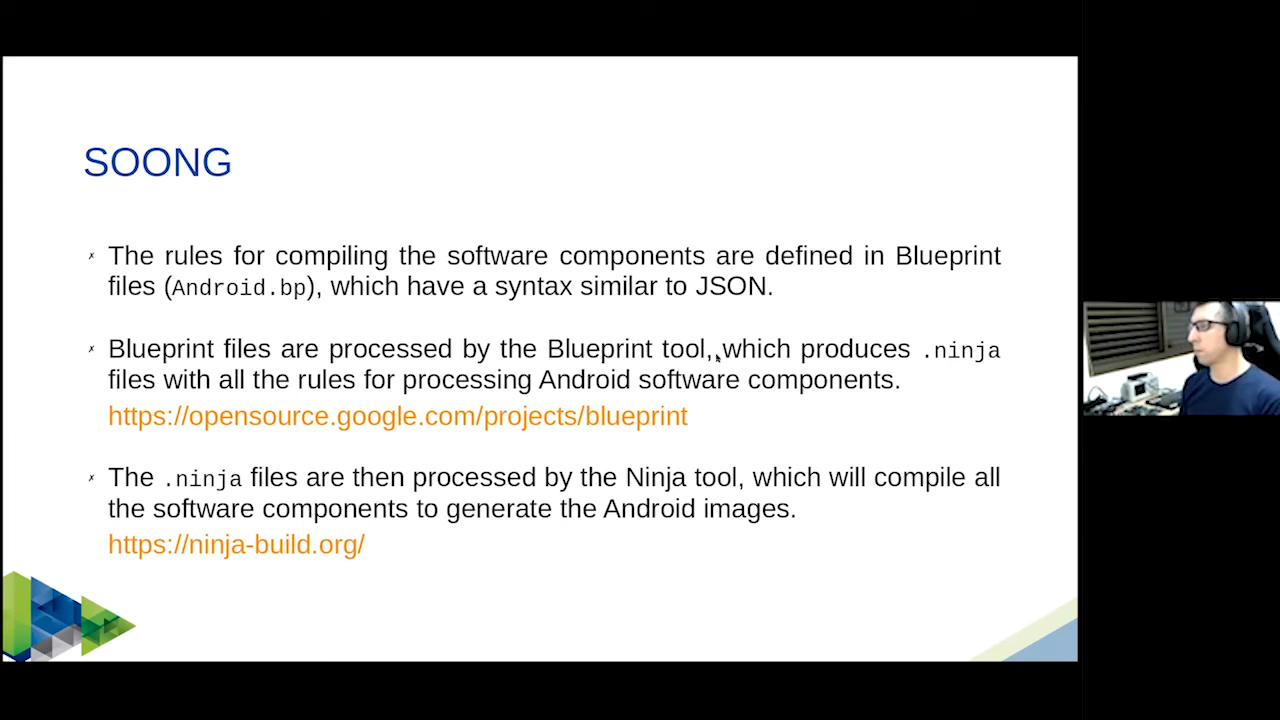 SOONG
The rules for compiling the software components are defined in Blueprint
files (Android.bp), which have a syntax similar to JSON.
Blueprint files are processed by the Blueprint tool, which produces .ninja
files with all the rules for processing Android software components.
https://opensource.google.com/projects/blueprint
The .ninja files are then processed by the Ninja tool, which will compile all
the software components to generate the Android images.
https://ninja-build.org/